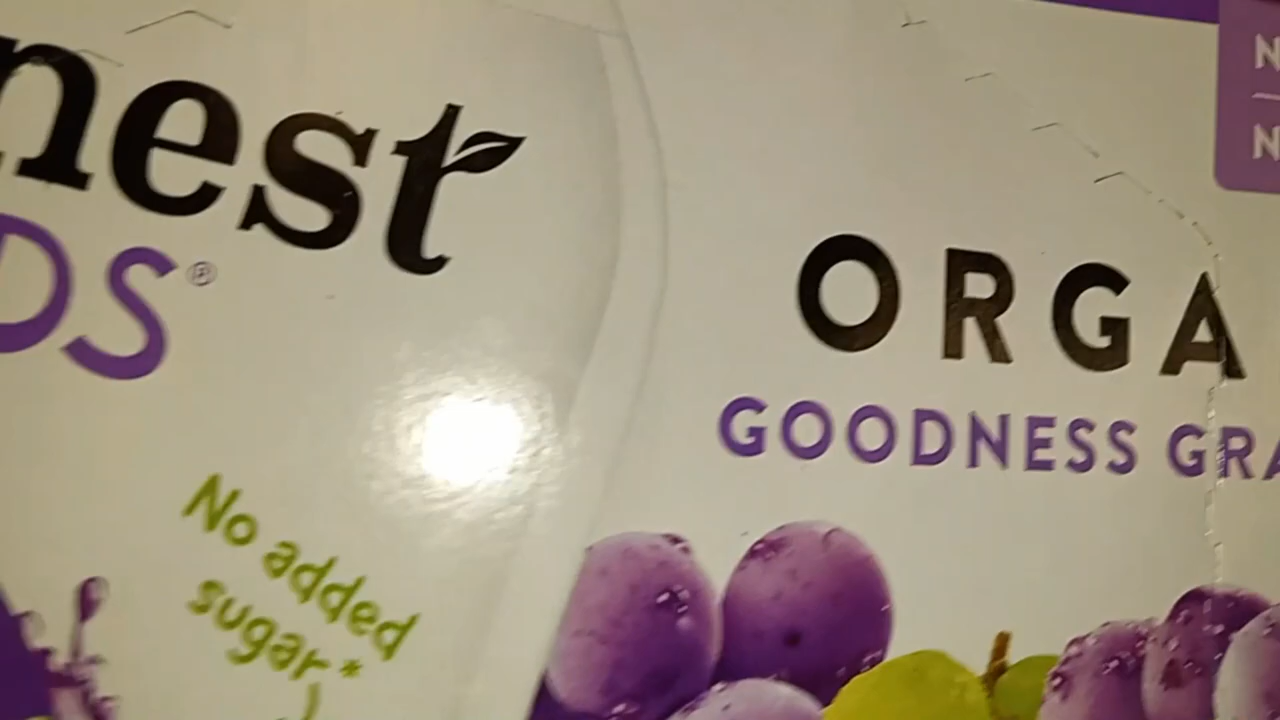 nest
DS®
No added
sugar*
ORGA
GOODNESS GRA
N
N